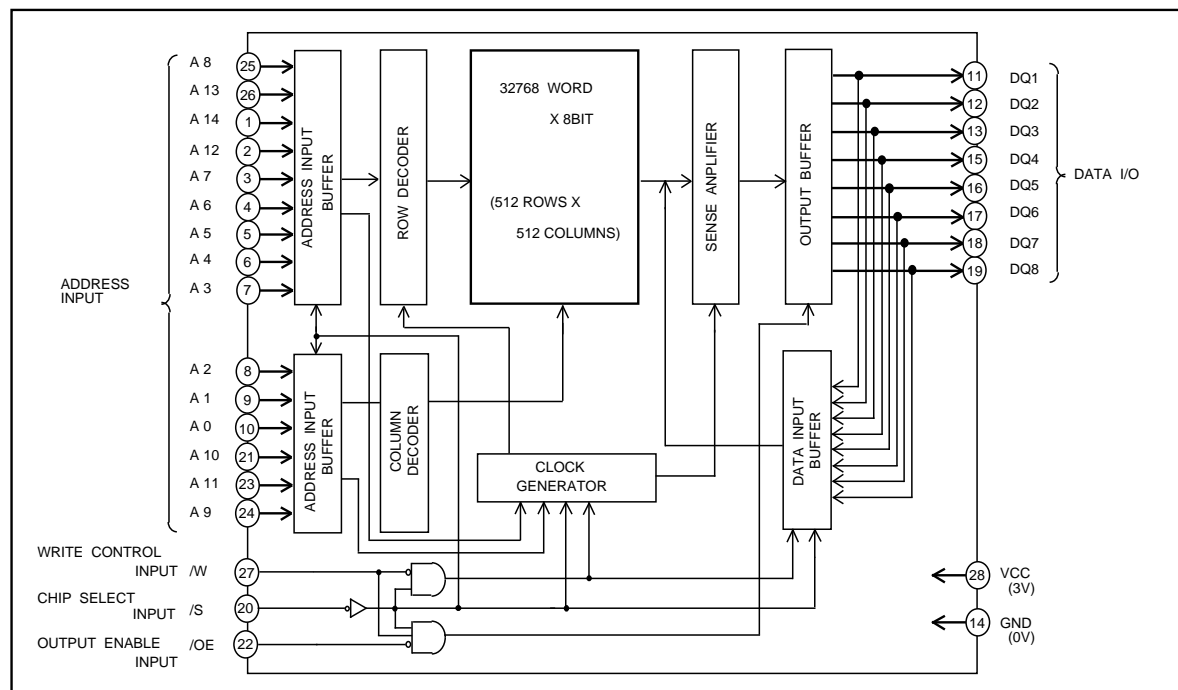 A 8 25
A 13 26
A 14 1
A 12 2
A 7 3
A 6 4
A 5 5
A 4 6
A 3 7
ADDRESS
INPUT
A 2 8
A 1 9
A 0 10
A 10 21
A 11 23
A 9 24
WRITE CONTROL
INPUT /W 27
CHIP SELECT
INPUT /S 20
OUTPUT ENABLE
INPUT /OE 22
ADDRESS INPUT
BUFFER
ROW DECODER
32768 WORD
X 8BIT
(512 ROWS X
512 COLUMNS)
SENSE ANPLIFIER
OUTPUT BUFFER
ADDRESS INPUT
BUFFER
COLUMN
DECODER
CLOCK
GENERATOR
DATA INPUT
BUFFER
11 DQ1
12 DQ2
13 DQ3
15 DQ4
16 DQ5
17 DQ6
18 DQ7
19 DQ8
DATA I/O
28 VCC
(3V)
14 GND
(0V)